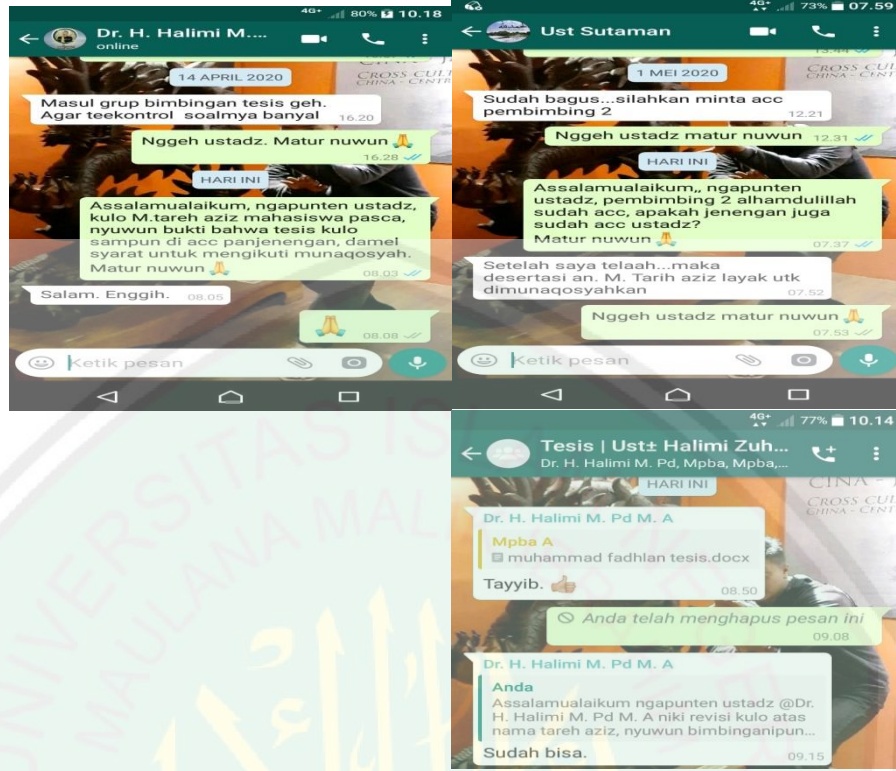 4G+ 80% 10.18
Dr. H. Halimi M....
online
14 APRIL 2020
Masul grup bimbingan tesis geh.
Agar teekontrol soalmya banyal 16.20
Nggeh ustadz. Matur nuwun 🙏
16.28
HARI INI
Assalamualaikum, ngapunten ustadz,
kulo M.tareh aziz mahasiswa pasca,
nyuwun bukti bahwa tesis kulo
sampun di acc panjenengan, damel
syarat untuk mengikuti munaqosyah.
Matur nuwun 🙏 08.03
Salam. Enggih. 08.05
🙏 08.08
Ketik pesan
4G+ 73% 07.59
Ust Sutaman
13.44
1 MEI 2020
Sudah bagus...silahkan minta acc
pembimbing 2 12.21
Nggeh ustadz matur nuwun 12.31
HARI INI
Assalamualaikum,, ngapunten
ustadz, pembimbing 2 alhamdulillah
sudah acc, apakah jenengan juga
sudah acc ustadz?
Matur nuwun 🙏 07.37
Setelah saya telaah...maka
desertasi an. M. Tarih aziz layak utk
dimunaqosyahkan 07.52
Nggeh ustadz matur nuwun 🙏
07.53
Ketik pesan
4G+ 77% 10.14
Tesis | Ust± Halimi Zuh...
Dr. H. Halimi M. Pd, Mpba, Mpba,...
HARI INI
Dr. H. Halimi M. Pd M. A
Mpba A
muhammad fadhlan tesis.docx
Tayyib. 👍 08.50
Anda telah menghapus pesan ini
09.08
Dr. H. Halimi M. Pd M. A
Anda
Assalamualaikum ngapunten ustadz @Dr.
H. Halimi M. Pd M. A niki revisi kulo atas
nama tareh aziz, nyuwun bimbinganipun...
Sudah bisa. 09.15
CROSS CUL
CHINA - CENT